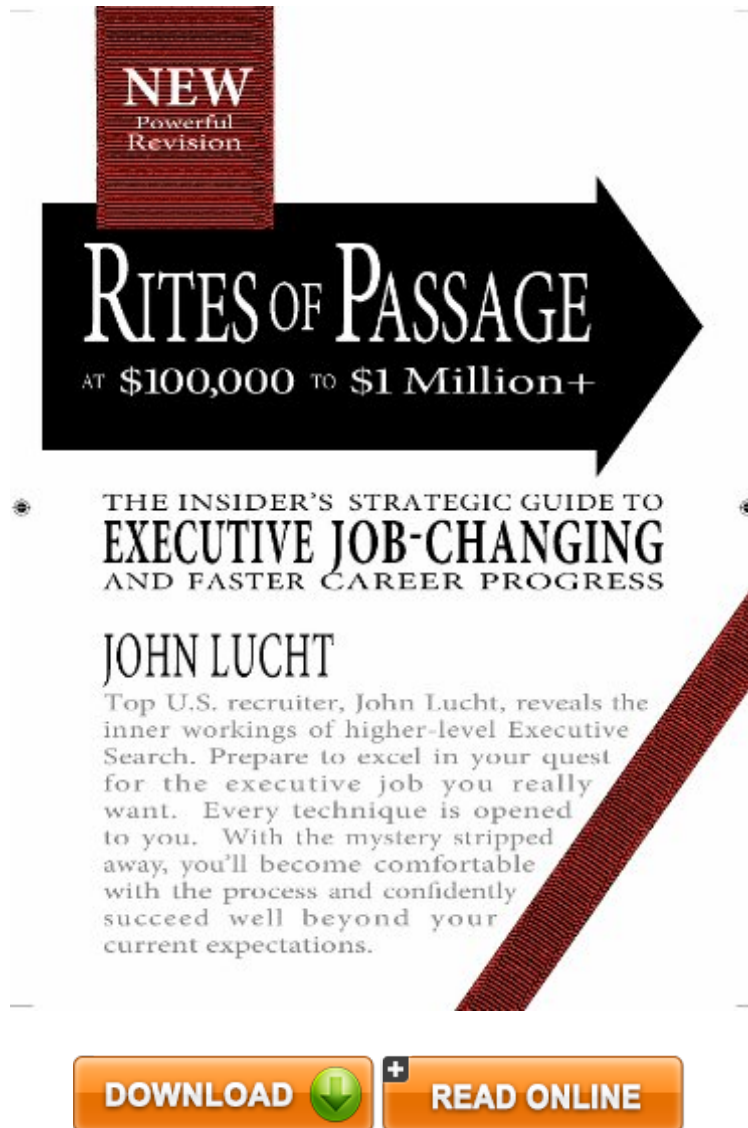 NEW
Powerful
Revision
RITES OF PASSAGE
AT $100,000 TO $1 Million+
THE INSIDER'S STRATEGIC GUIDE TO
EXECUTIVE JOB-CHANGING
AND FASTER CAREER PROGRESS
JOHN LUCHT
Top U.S. recruiter, John Lucht, reveals the
inner workings of higher-level Executive
Search. Prepare to excel in your quest
for the executive job you really
want. Every technique is opened
to you. With the mystery stripped
away, you'll become comfortable
with the process and confidently
succeed well beyond your
current expectations.
DOWNLOAD
READ ONLINE